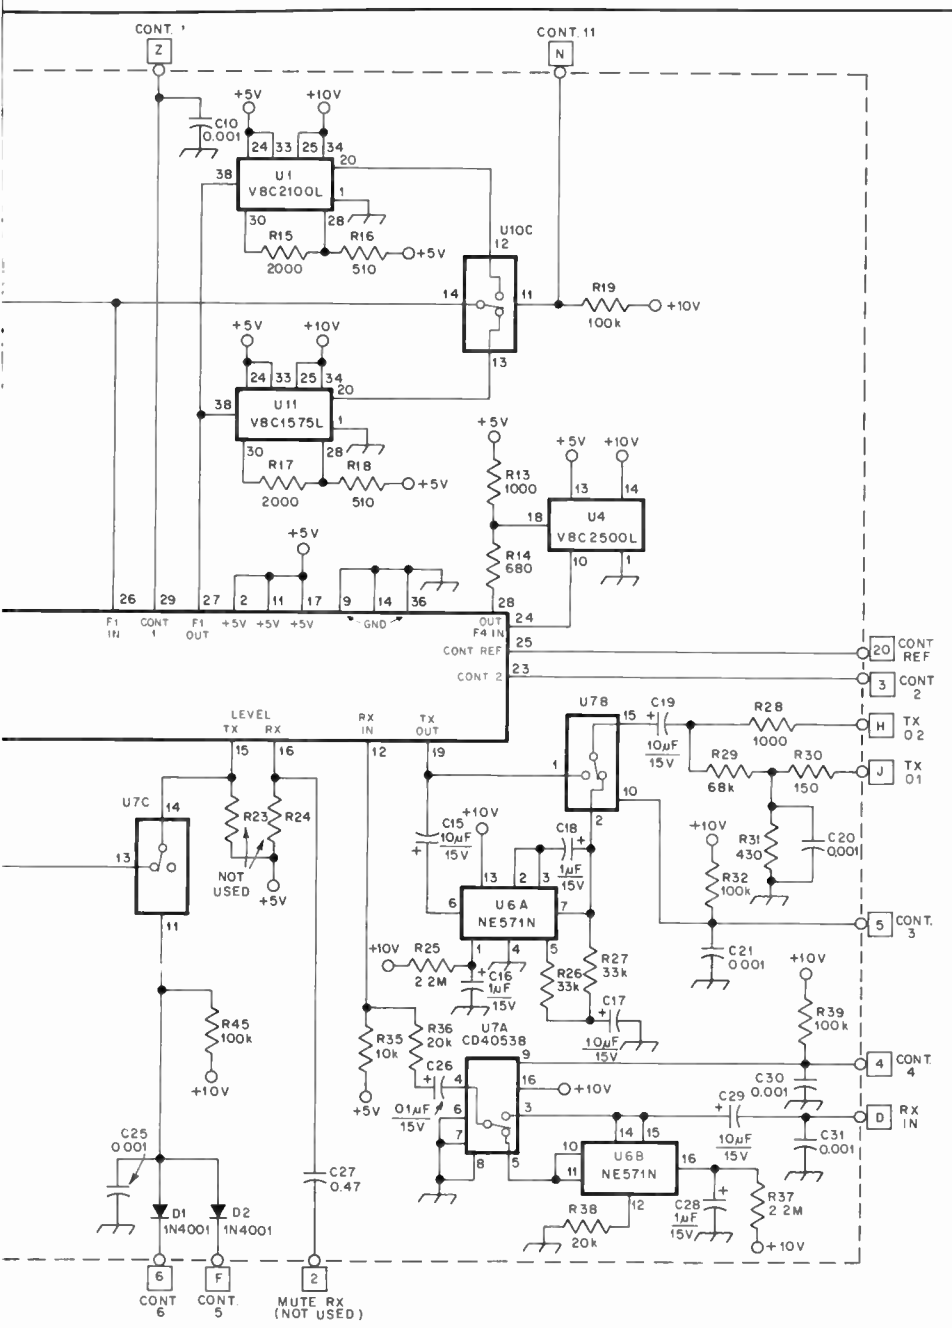 CONT. '
Z
CONT. 11
N
+5V
+10V
C10
0.001
24
33
25
34
20
38
U1
VBC2100L
1
30
28
R15
2000
R16
510
+5V
U10C
12
14
11
13
R19
100k
+10V
+5V
+10V
24
33
25
34
20
38
U11
VBC1575L
1
30
28
R17
2000
R18
510
+5V
+5V
R13
1000
R14
680
+5V
+10V
13
14
18
U4
VBC2500L
10
1
+5V
26
29
27
2
11
17
9
14
36
28
24
F1
IN
CONT
1
F1
OUT
+5V
+5V
+5V
GND
OUT
F4 IN
CONT REF
25
CONT 2
23
20
CONT
REF
3
CONT
2
LEVEL
TX
RX
RX
IN
TX
OUT
15
16
12
19
U7B
15
1
10
2
C19
+
10µF
15V
R28
1000
H
TX
02
R29
68k
R30
150
J
TX
01
R31
430
C20
0.001
U7C
14
13
11
R23
R24
NOT
USED
+5V
C15
10µF
15V
+
+10V
C18
+
1µF
15V
13
2
3
6
U6A
NE571N
7
1
4
5
+10V
R25
2.2M
+
C16
1µF
15V
R26
33k
R27
33k
+
C17
10µF
15V
+10V
R32
100k
C21
0.001
5
CONT.
3
+10V
R39
100k
4
CONT.
4
C30
0.001
R45
100k
+10V
R35
10k
+5V
R36
20k
C26
+
01µF
15V
U7A
CD4053B
4
9
16
+10V
6
3
7
8
5
C29
+
10µF
15V
D
RX
IN
C31
0.001
14
15
10
11
U6B
NE571N
16
12
R38
20k
+
C28
1µF
15V
R37
2.2M
+10V
C25
0.001
D1
1N4001
D2
1N4001
C27
0.47
6
CONT
6
F
CONT.
5
2
MUTE RX
(NOT USED)